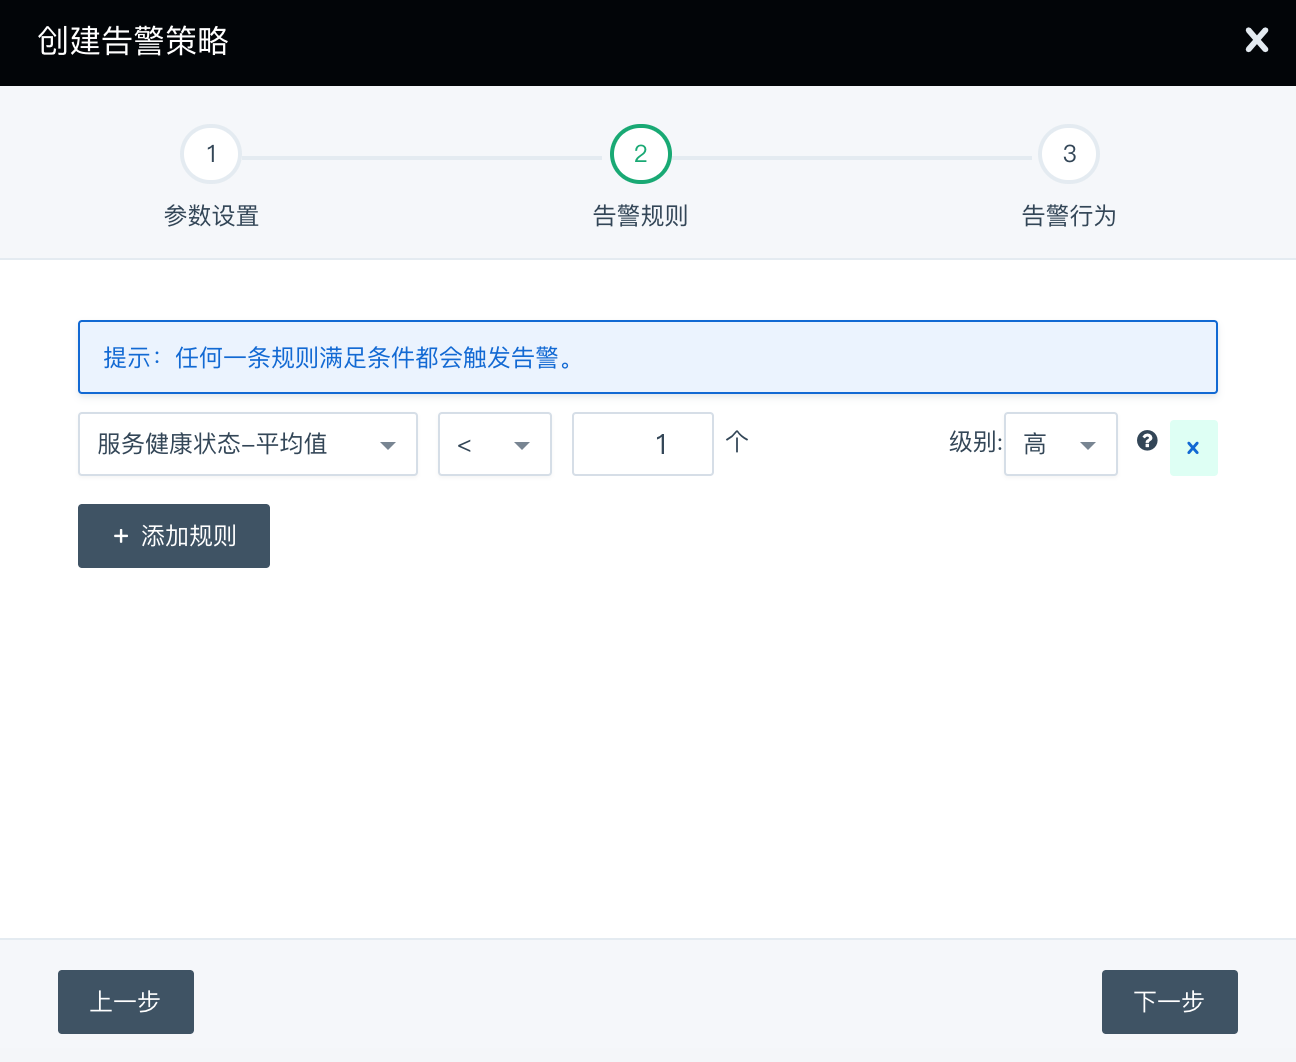 创建告警策略
1
2
3
参数设置
告警规则
告警行为
提示：任何一条规则满足条件都会触发告警。
服务健康状态-平均值 < 1 个 级别: 高 ? x
+ 添加规则
上一步
下一步